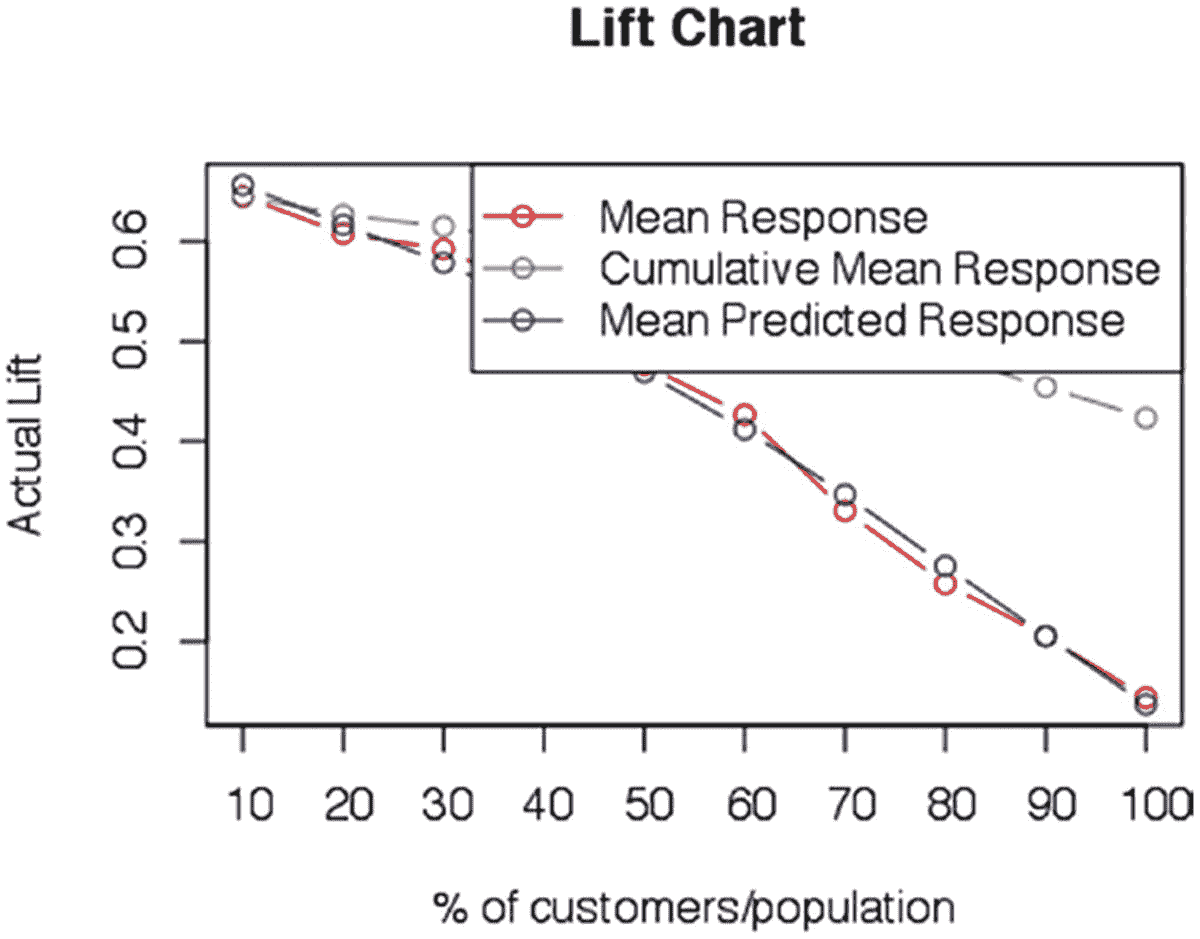 Lift Chart
Mean Response
Cumulative Mean Response
Mean Predicted Response
Actual Lift
0.6
0.5
0.4
0.3
0.2
10 20 30 40 50 60 70 80 90 100
% of customers/population